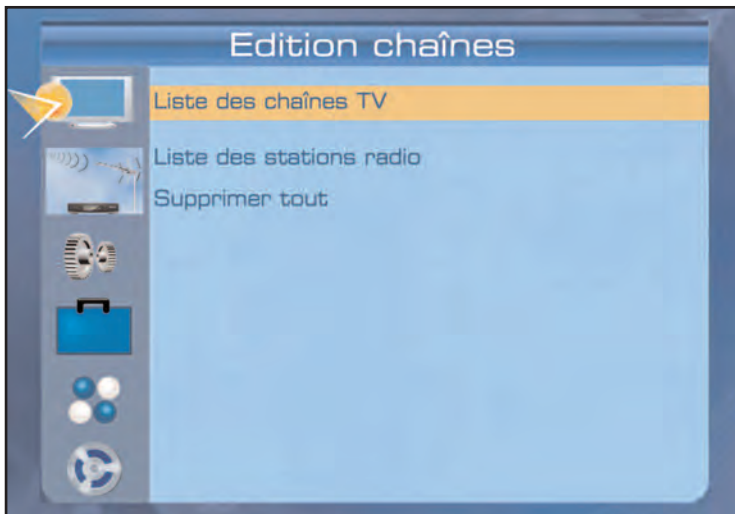 Edition chaînes
Liste des chaînes TV
Liste des stations radio
Supprimer tout